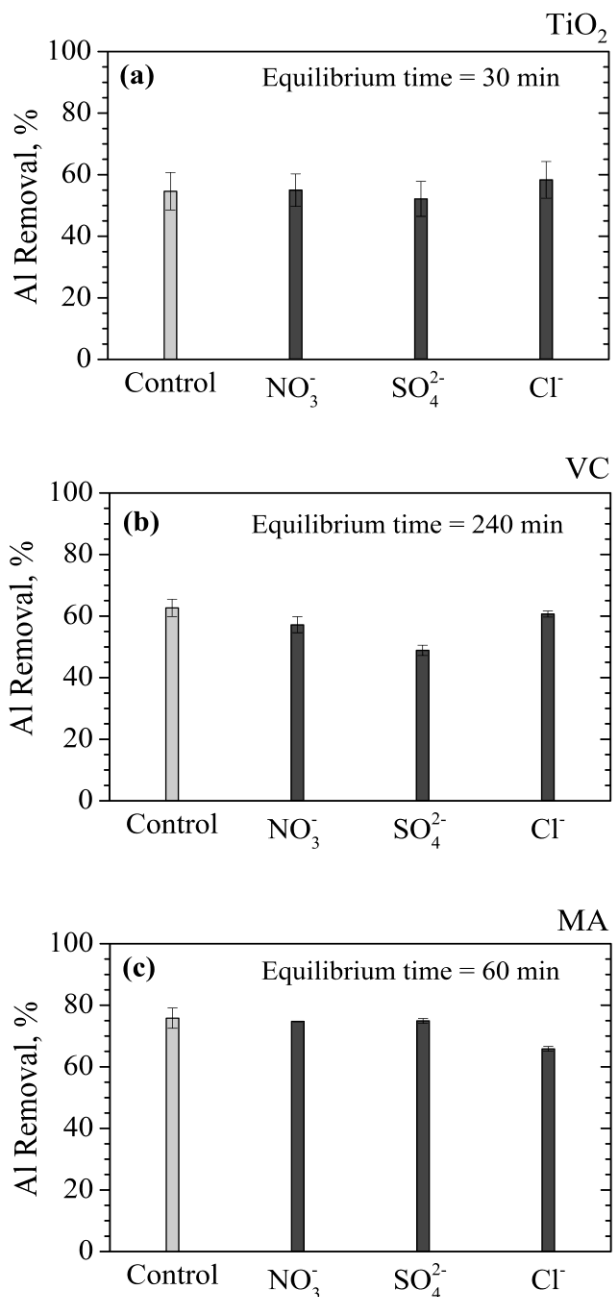 TiO₂
(a) Equilibrium time = 30 min
Al Removal, %
100
80
60
40
20
0
Control NO₃⁻ SO₄²⁻ Cl⁻
VC
(b) Equilibrium time = 240 min
Al Removal, %
100
80
60
40
20
0
Control NO₃⁻ SO₄²⁻ Cl⁻
MA
(c) Equilibrium time = 60 min
Al Removal, %
100
80
60
40
20
0
Control NO₃⁻ SO₄²⁻ Cl⁻